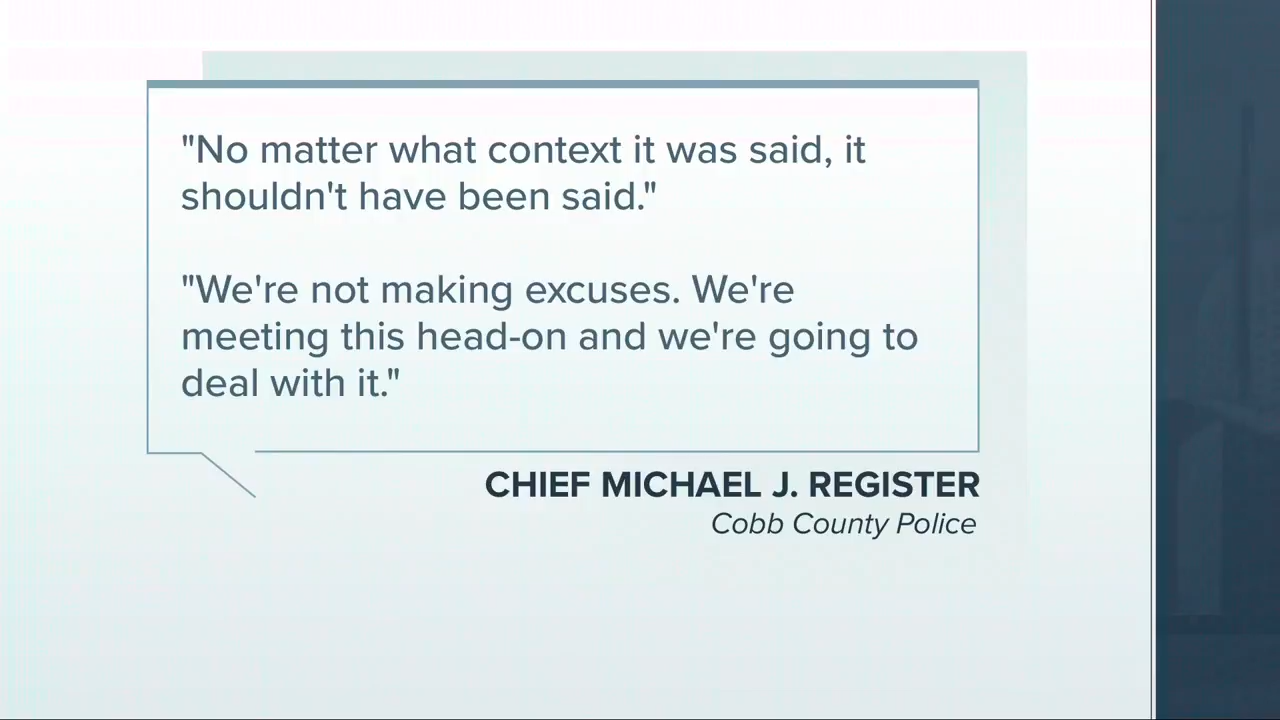 "No matter what context it was said, it
shouldn't have been said."
"We're not making excuses. We're
meeting this head-on and we're going to
deal with it."
CHIEF MICHAEL J. REGISTER
Cobb County Police